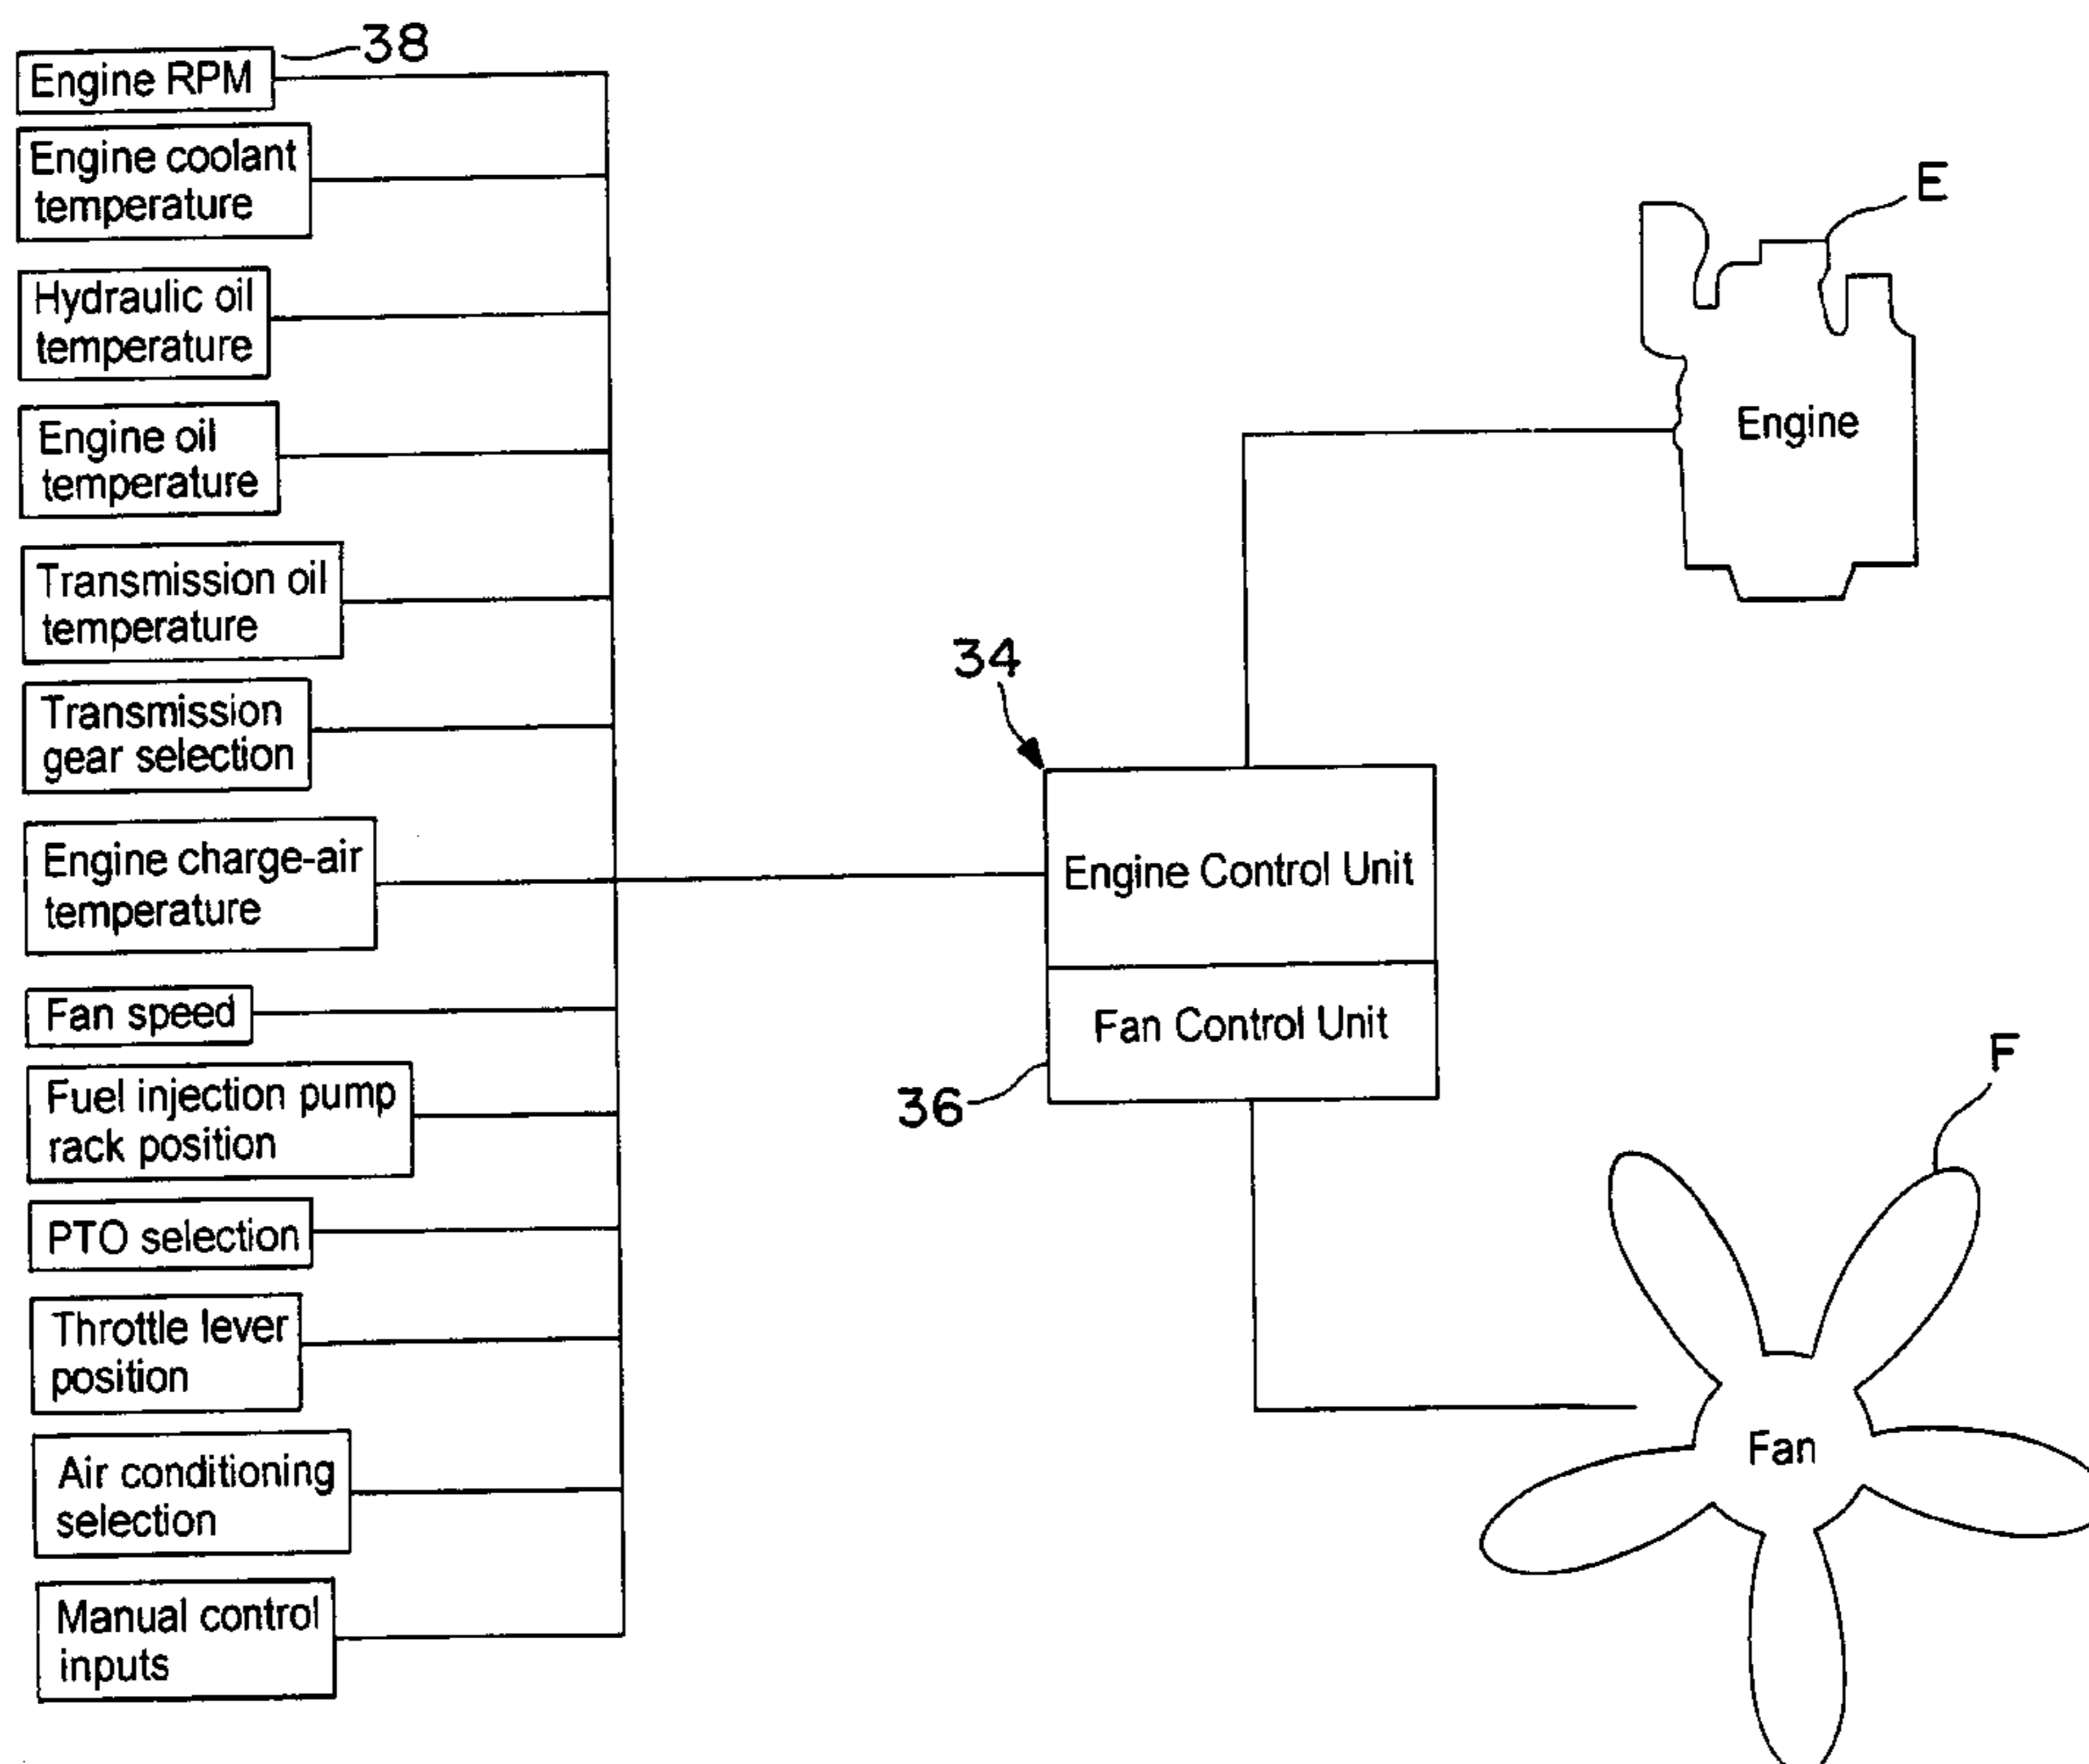 38
Engine RPM
Engine coolant
temperature
Hydraulic oil
temperature
Engine oil
temperature
Transmission oil
temperature
Transmission
gear selection
Engine charge-air
temperature
Fan speed
Fuel injection pump
rack position
PTO selection
Throttle lever
position
Air conditioning
selection
Manual control
inputs
34
Engine Control Unit
Fan Control Unit
36
E
Engine
F
Fan